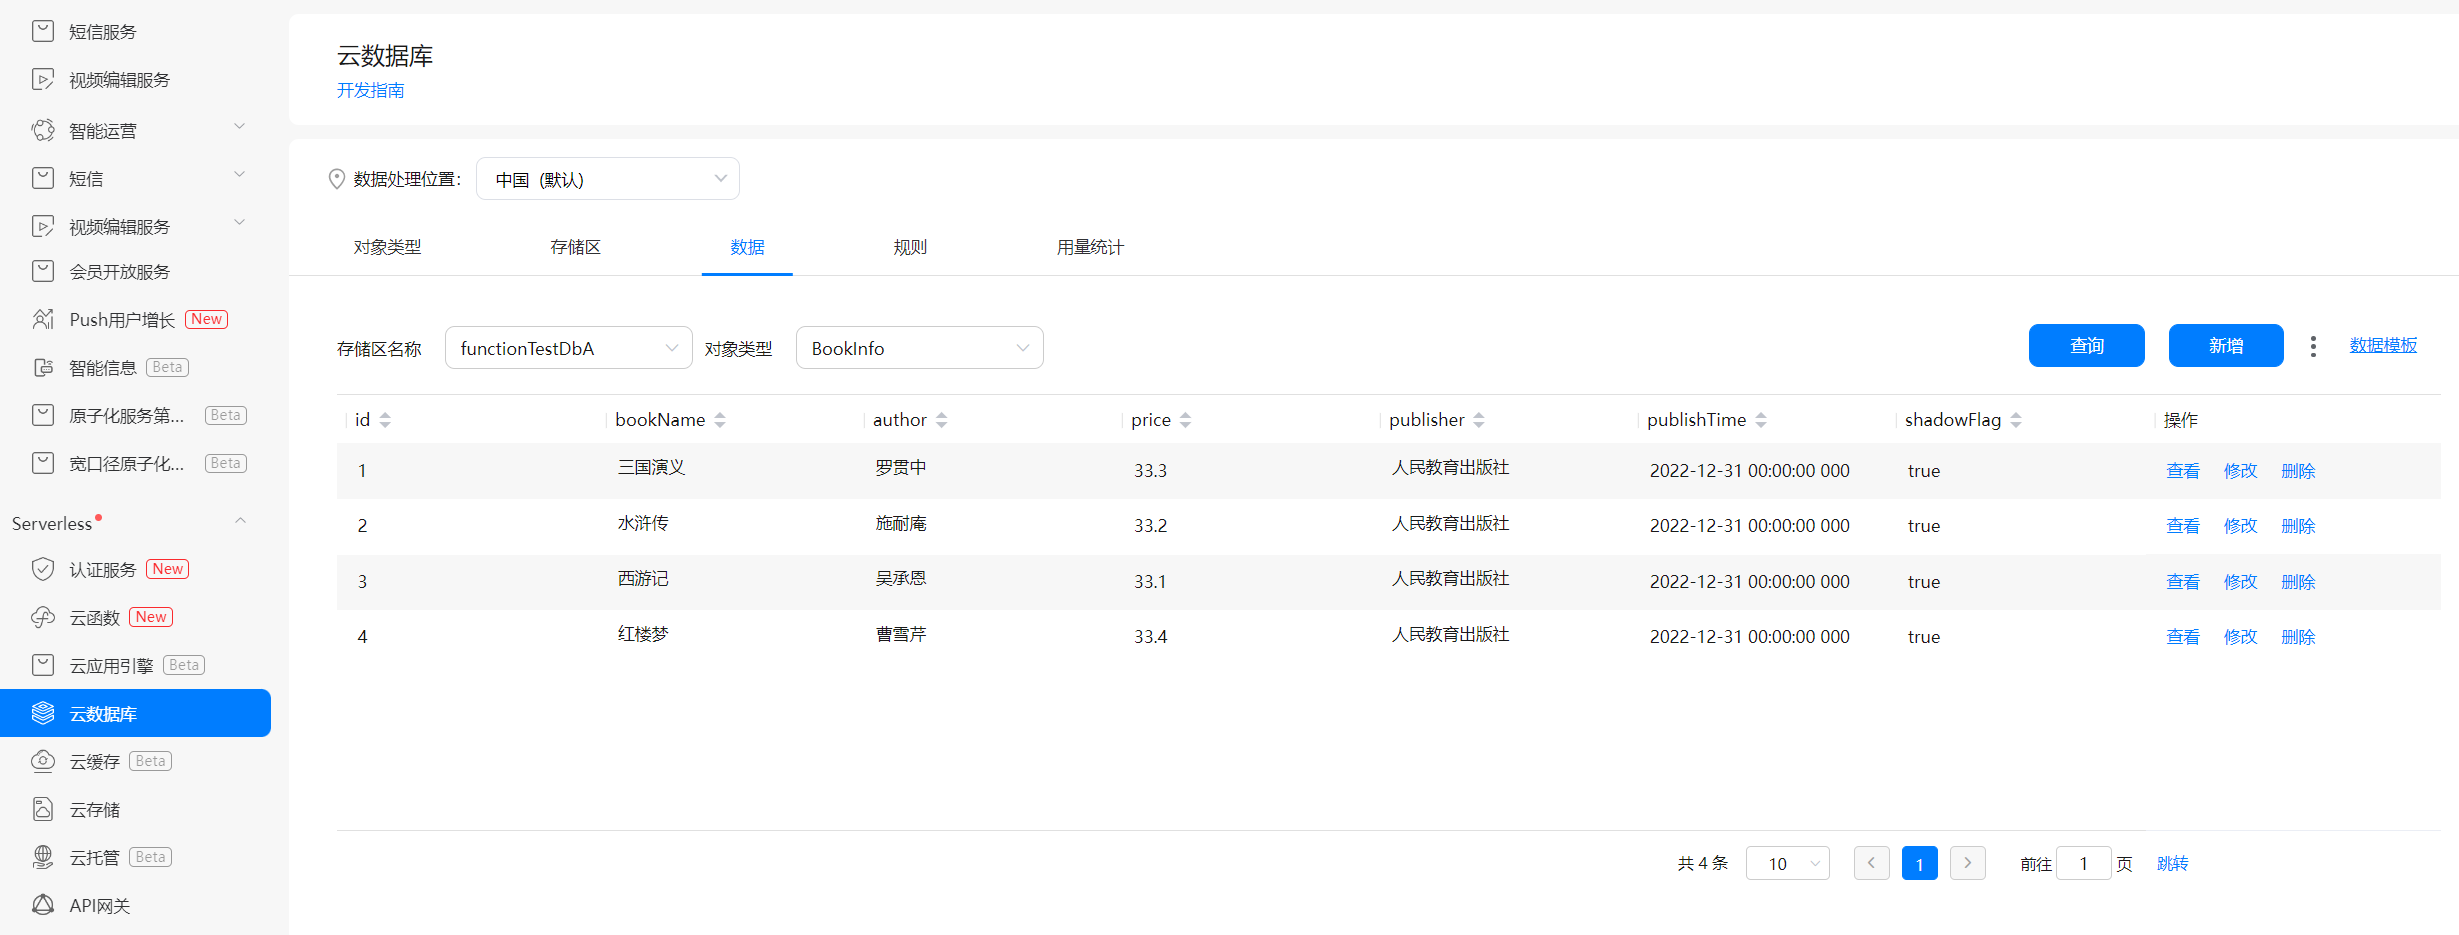 短信服务
视频编辑服务
智能运营
短信
视频编辑服务
会员开放服务
Push用户增长 New
智能信息 Beta
原子化服务第... Beta
宽口径原子化... Beta
Serverless
认证服务 New
云函数 New
云应用引擎 Beta
云数据库
云缓存 Beta
云存储
云托管 Beta
API网关
云数据库
开发指南
数据处理位置： 中国（默认）
对象类型 存储区 数据 规则 用量统计
存储区名称 functionTestDbA 对象类型 BookInfo 查询 新增 数据模板
id bookName author price publisher publishTime shadowFlag 操作
1 三国演义 罗贯中 33.3 人民教育出版社 2022-12-31 00:00:00 000 true 查看 修改 删除
2 水浒传 施耐庵 33.2 人民教育出版社 2022-12-31 00:00:00 000 true 查看 修改 删除
3 西游记 吴承恩 33.1 人民教育出版社 2022-12-31 00:00:00 000 true 查看 修改 删除
4 红楼梦 曹雪芹 33.4 人民教育出版社 2022-12-31 00:00:00 000 true 查看 修改 删除
共 4 条 10 < 1 > 前往 1 页 跳转